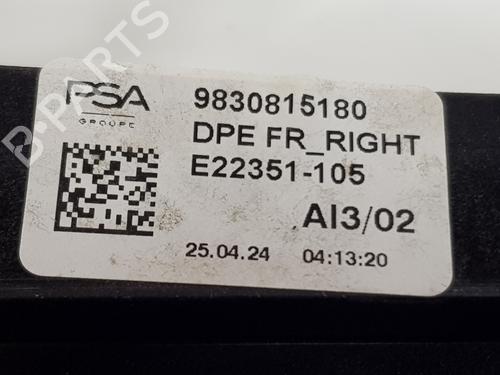 PSA
GROUPE
9830815180
DPE FR_RIGHT
E22351-105
AI3/02
25.04.24 04:13:20
B-PARTS